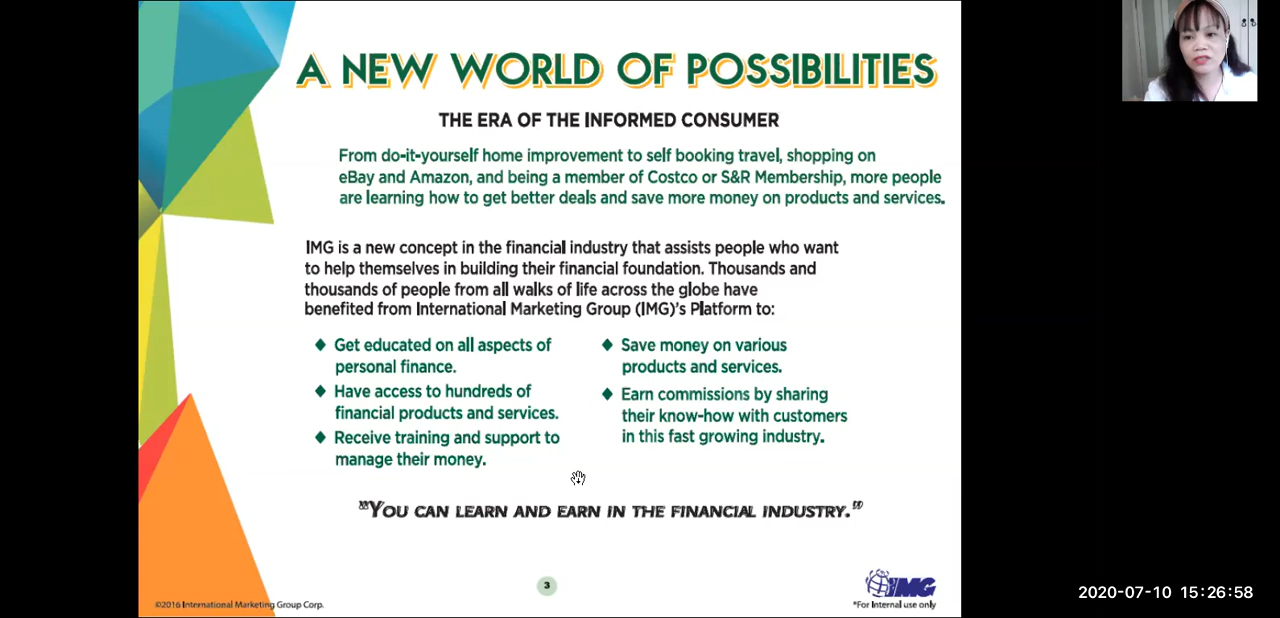 A NEW WORLD OF POSSIBILITIES
THE ERA OF THE INFORMED CONSUMER
From do-it-yourself home improvement to self booking travel, shopping on
eBay and Amazon, and being a member of Costco or S&R Membership, more people
are learning how to get better deals and save more money on products and services.
IMG is a new concept in the financial industry that assists people who want
to help themselves in building their financial foundation. Thousands and
thousands of people from all walks of life across the globe have
benefited from International Marketing Group (IMG)'s Platform to:
♦ Get educated on all aspects of
personal finance.
♦ Have access to hundreds of
financial products and services.
♦ Receive training and support to
manage their money.
♦ Save money on various
products and services.
♦ Earn commissions by sharing
their know-how with customers
in this fast growing industry.
"YOU CAN LEARN AND EARN IN THE FINANCIAL INDUSTRY."
3
©2016 International Marketing Group Corp.
IMG
*For Internal use only
2020-07-10 15:26:58